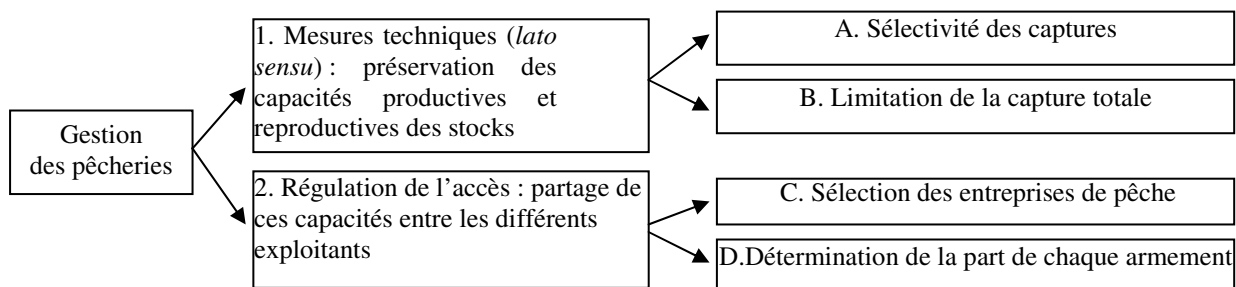 Gestion
des pêcheries
1. Mesures techniques (lato
sensu) : préservation des
capacités productives et
reproductives des stocks
2. Régulation de l'accès : partage de
ces capacités entre les différents
exploitants
A. Sélectivité des captures
B. Limitation de la capture totale
C. Sélection des entreprises de pêche
D.Détermination de la part de chaque armement